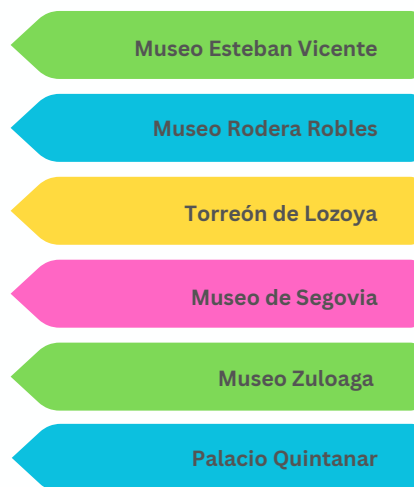 Museo Esteban Vicente
Museo Rodera Robles
Torreón de Lozoya
Museo de Segovia
Museo Zuloaga
Palacio Quintanar